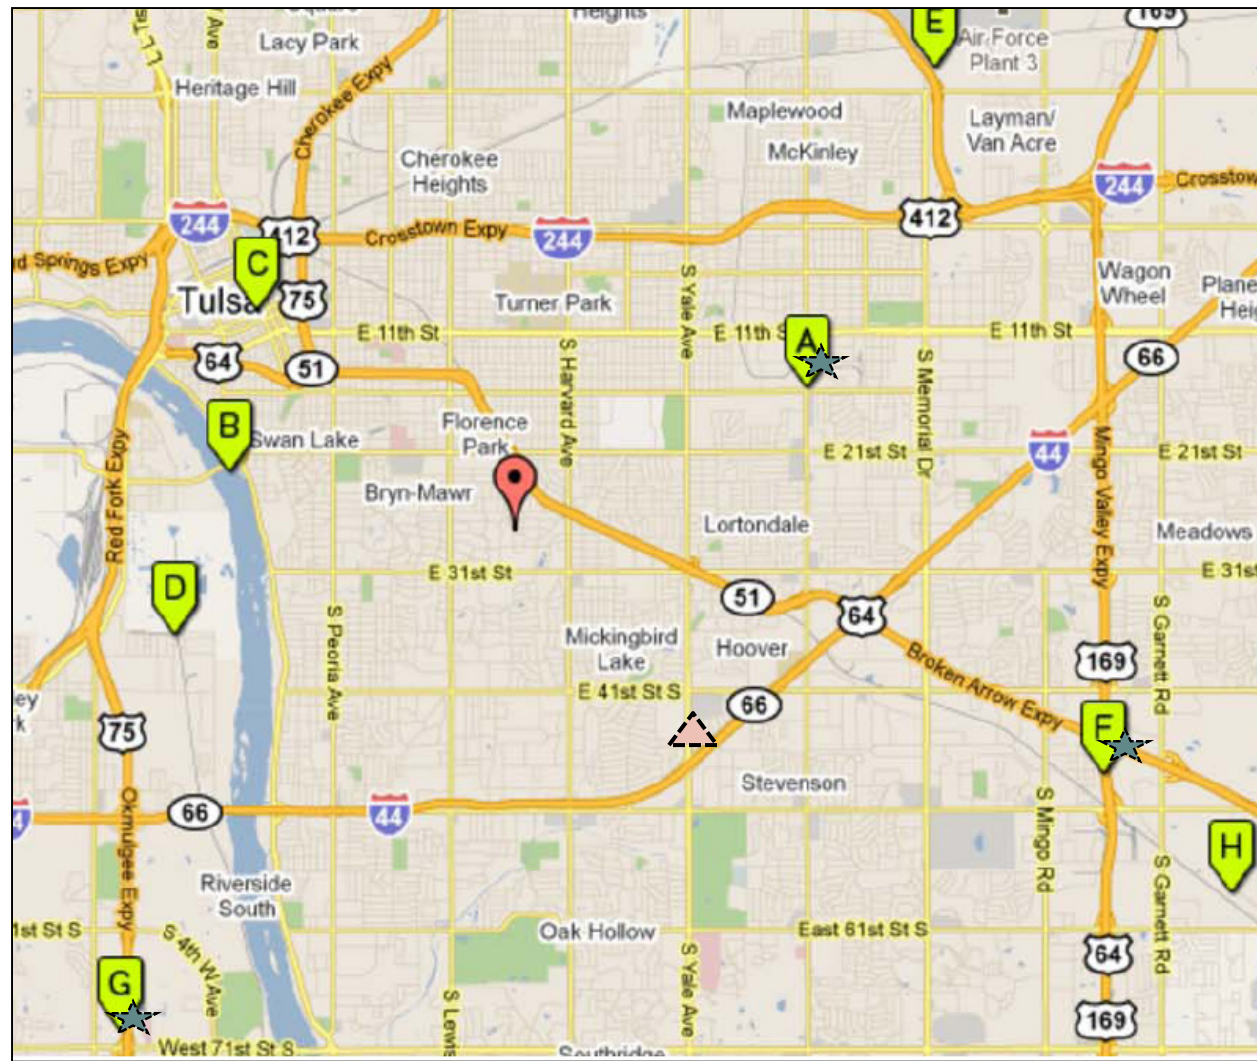 Heights
169
Lacy Park
E
Air Force
Plant 3
Heritage Hill
Cherokee Expy
Maplewood
Layman/
Van Acre
McKinley
Cherokee
Heights
244
Crosstown Expy
244
412
412
244
C
Tulsa
75
Turner Park
S Yale Ave
Wagon
Wheel
E 11th St
E 11th S
A
E 11th St
64
51
S Harvard Ave
S Memorial Dr
66
B
Swan Lake
Florence
Park
E 21st St
44
E 21st St
Red Fork Expy
Bryn-Mawr
Lortondale
Mingo Valley Expy
Meadows
E 31st St
E 31st
D
51
64
S Peoria Ave
Mickingbird
Lake
Hoover
Broken Arrow Expy
169
S Garnett Rd
E 41st St S
66
75
F
Stevenson
66
44
Okmulgee Expy
S Mingo Rd
H
Riverside
South
S Garnett Rd
1st St S
S 4th W Ave
Oak Hollow
East 61st St S
64
G
S Yale Ave
S Lewis
169
West 71st St S
Southbridge